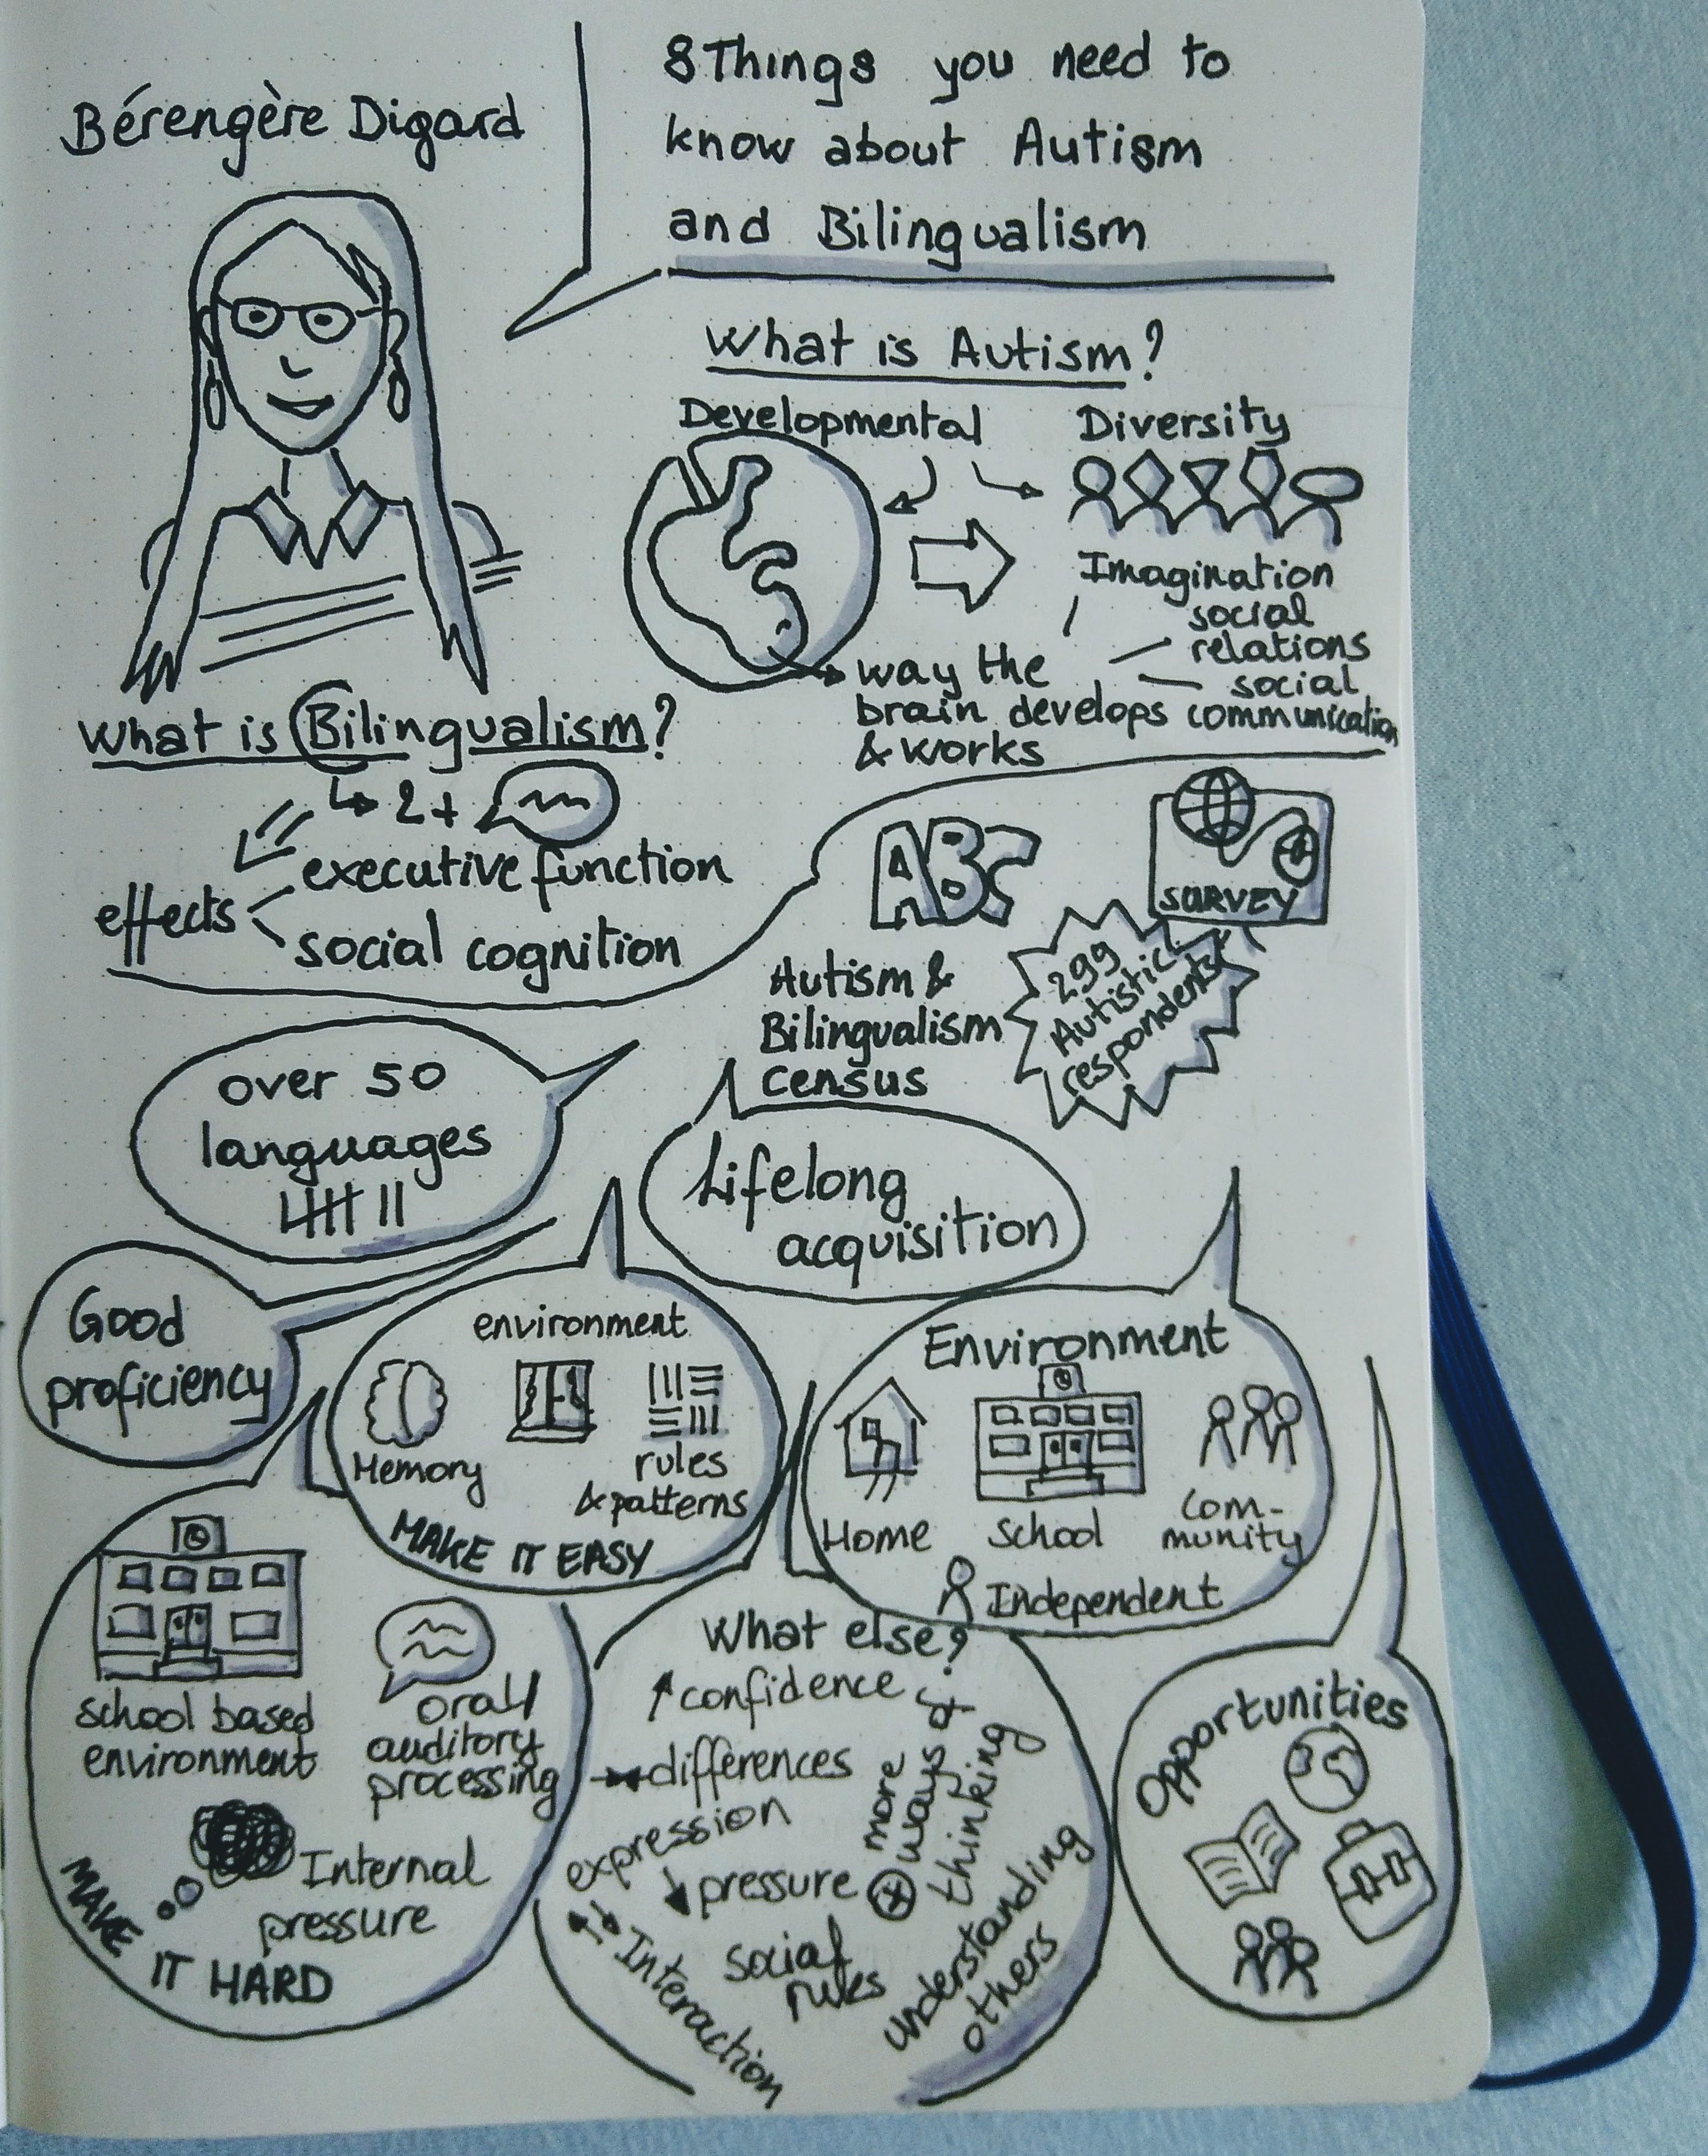 Bérengère Digard
8 Things you need to
know about Autism
and Bilingualism
What is Autism?
Developmental
Diversity
Imagination
social
relations
social
communication
way the
brain develops
& works
What is Bilingualism?
2+
effects
executive function
social cognition
ABC
SURVEY
Autism &
Bilingualism
Census
299
Autistic
respondents
over 50
languages
Lifelong
acquisition
Good
proficiency
environment
Memory
rules
& patterns
MAKE IT EASY
Environment
Home
School
Com-
munity
Independent
school based
environment
oral/
auditory
processing
Internal
pressure
MAKE IT HARD
What else?
confidence
differences
expression
pressure
social
rules
Interaction
more
ways of
thinking
understanding
others
Opportunities